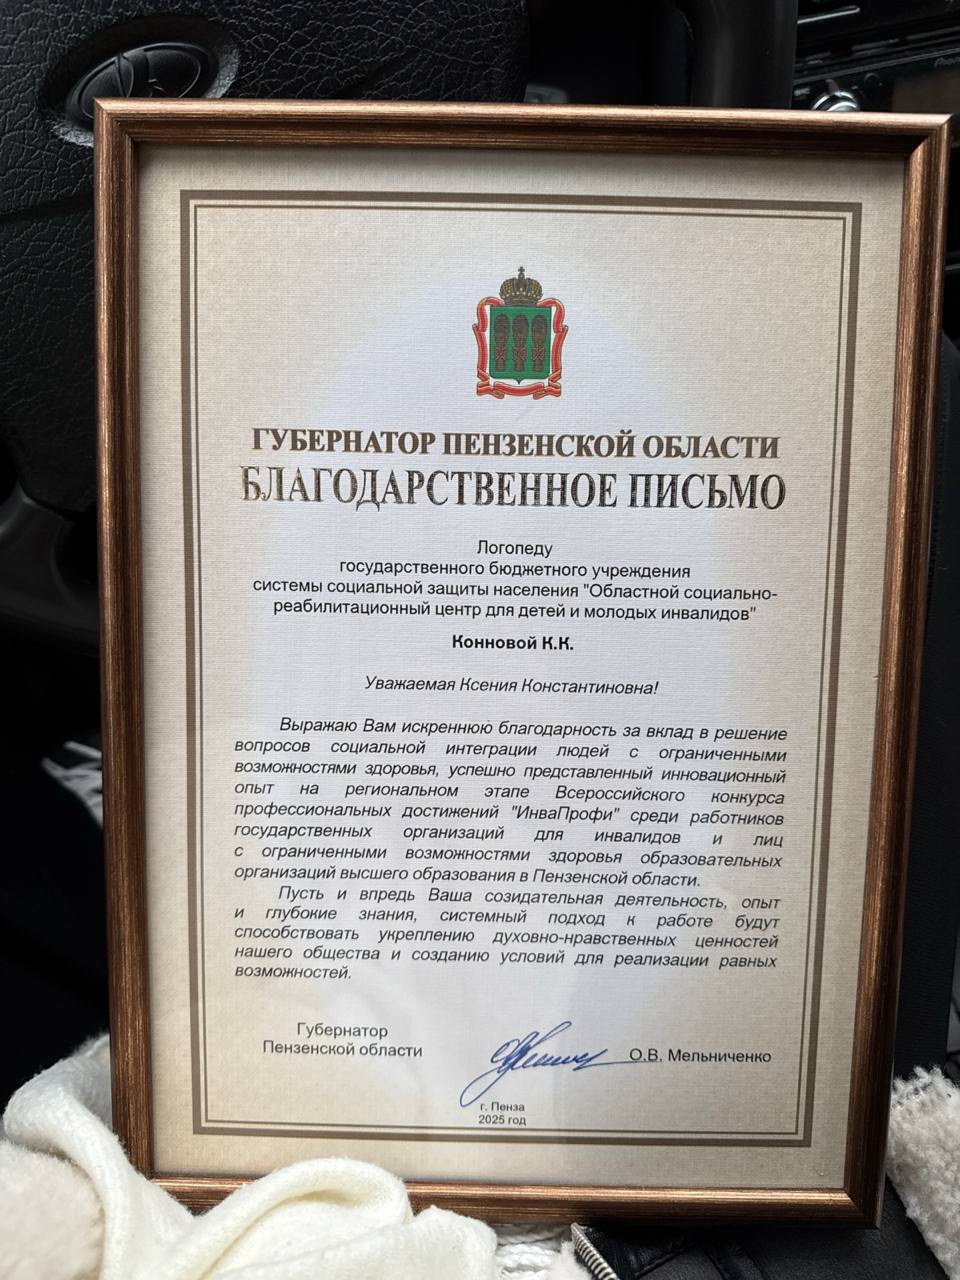 ГУБЕРНАТОР ПЕНЗЕНСКОЙ ОБЛАСТИ
БЛАГОДАРСТВЕННОЕ ПИСЬМО
Логопеду
государственного бюджетного учреждения
системы социальной защиты населения "Областной социально-
реабилитационный центр для детей и молодых инвалидов"
Конновой К.К.
Уважаемая Ксения Константиновна!
Выражаю Вам искреннюю благодарность за вклад в решение
вопросов социальной интеграции людей с ограниченными
возможностями здоровья, успешно представленный инновационный
опыт на региональном этапе Всероссийского конкурса
профессиональных достижений "ИнваПрофи" среди работников
государственных организаций для инвалидов и лиц
с ограниченными возможностями здоровья образовательных
организаций высшего образования в Пензенской области.
Пусть и впредь Ваша созидательная деятельность, опыт
и глубокие знания, системный подход к работе будут
способствовать укреплению духовно-нравственных ценностей
нашего общества и созданию условий для реализации равных
возможностей.
Губернатор
Пензенской области
О.В. Мельниченко
г. Пенза
2025 год